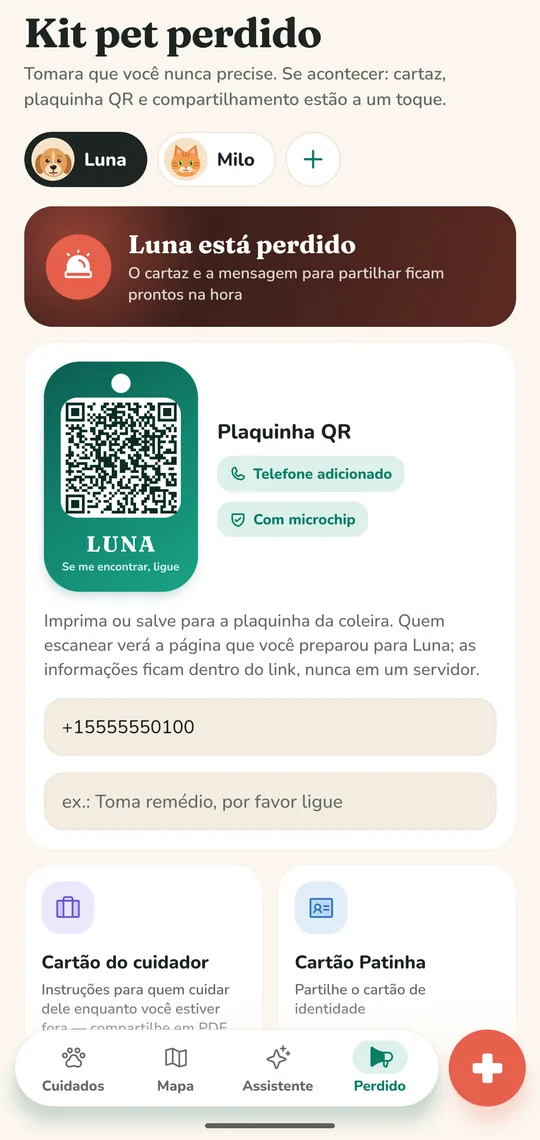 Kit pet perdido
Tomara que você nunca precise. Se acontecer: cartaz,
plaquinha QR e compartilhamento estão a um toque.
Luna
Milo
Luna está perdido
O cartaz e a mensagem para partilhar ficam
prontos na hora
LUNA
Se me encontrar, ligue
Plaquinha QR
Telefone adicionado
Com microchip
Imprima ou salve para a plaquinha da coleira. Quem
escanear verá a página que você preparou para Luna; as
informações ficam dentro do link, nunca em um servidor.
+15555550100
ex.: Toma remédio, por favor ligue
Cartão do cuidador
Instruções para quem cuidar
dele enquanto você estiver
fora — compartilhe em PDF
Cartão Patinha
Partilhe o cartão de
identidade
Cuidados
Mapa
Assistente
Perdido